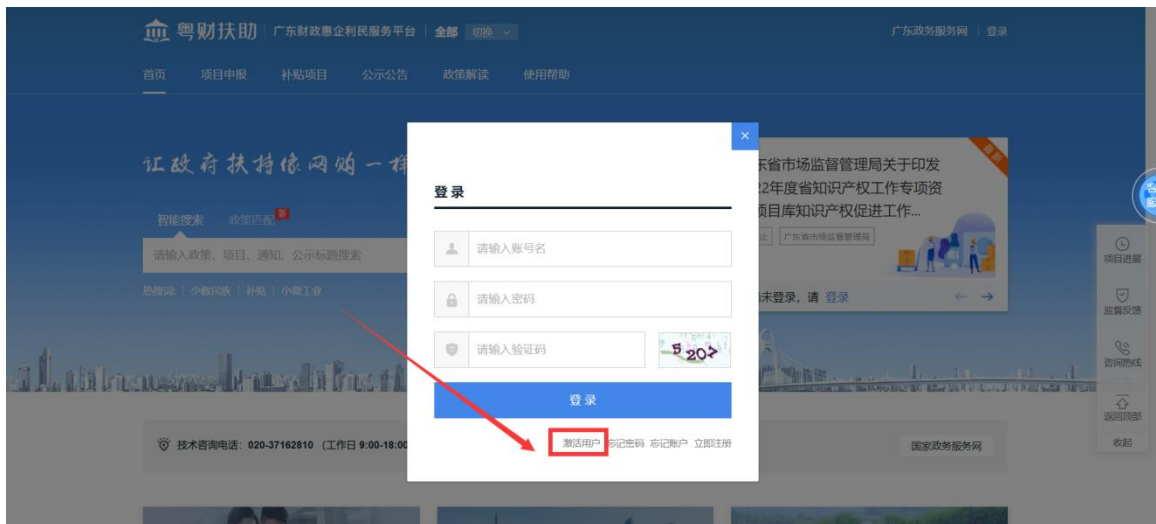 粤财扶助 广东财政惠企利民服务平台 全部 切换
广东政务服务网 登录
首页 项目申报 补贴项目 公示公告 政策解读 使用帮助
让政府扶持像网购一样
智能搜索 政策匹配
请输入政策、项目、通知、公示标题搜索
热搜词 少数民族 补贴 小微工业
×
登录
请输入账号名
请输入密码
请输入验证码
5207
登 录
激活用户 忘记密码 忘记账户 立即注册
东省市场监督管理局关于印发
22年度省知识产权工作专项资
项目库知识产权促进工作...
止 广东省市场监督管理局
尚未登录，请 登录
项目进展
监督反馈
咨询热线
返回顶部
收起
技术咨询电话：020-37162810 （工作日 9:00-18:00
国家政务服务网